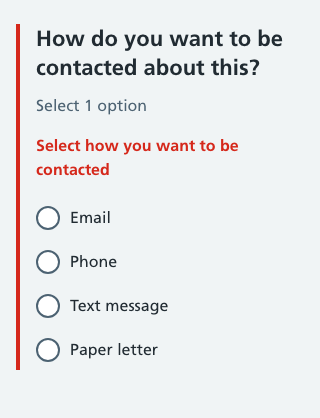 How do you want to be
contacted about this?
Select 1 option
Select how you want to be
contacted
Email
Phone
Text message
Paper letter